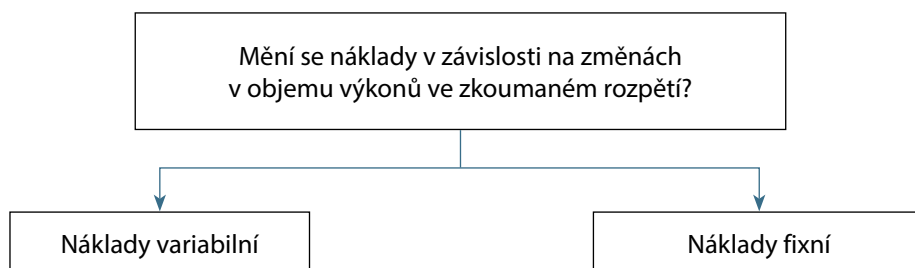 Mění se náklady v závislosti na změnách
v objemu výkonů ve zkoumaném rozpětí?
Náklady variabilní
Náklady fixní